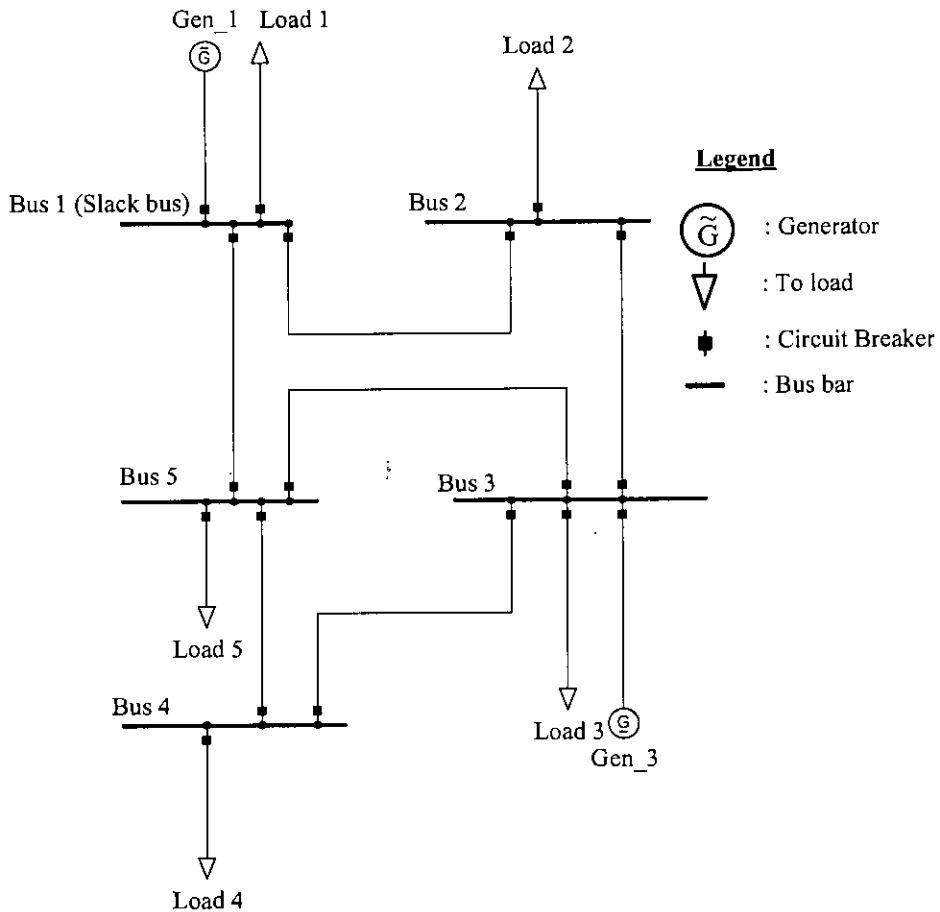 Gen_1 Load 1
G̃
Load 2
Legend
Bus 1 (Slack bus)
Bus 2
G̃ : Generator
: To load
: Circuit Breaker
: Bus bar
Bus 5
Bus 3
Load 5
Bus 4
Load 3
G
Gen_3
Load 4